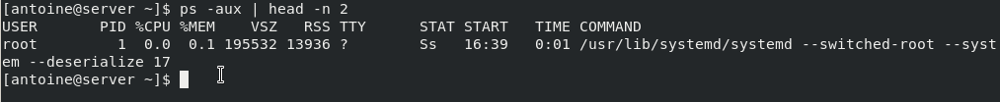 [antoine@server ~]$ ps -aux | head -n 2
USER         PID %CPU %MEM    VSZ   RSS TTY      STAT START   TIME COMMAND
root           1  0.0  0.1 195532 13936 ?        Ss   16:39   0:01 /usr/lib/systemd/systemd --switched-root --syst
em --deserialize 17
[antoine@server ~]$